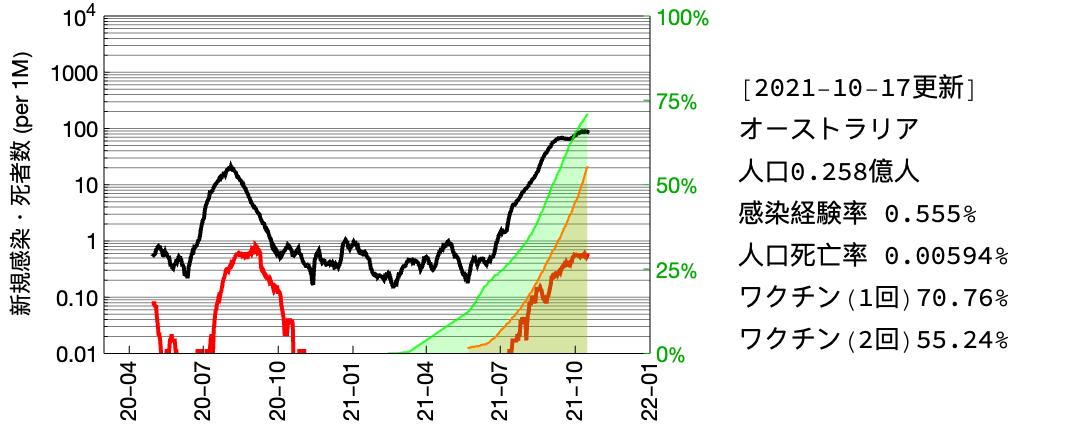 新規感染・死者数 (per 1M)
10^4
1000
100
10
1
0.10
0.01
100%
75%
50%
25%
0%
20-04
20-07
20-10
21-01
21-04
21-07
21-10
22-01
[2021-10-17更新]
オーストラリア
人口0.258億人
感染経験率 0.555%
人口死亡率 0.00594%
ワクチン(1回)70.76%
ワクチン(2回)55.24%